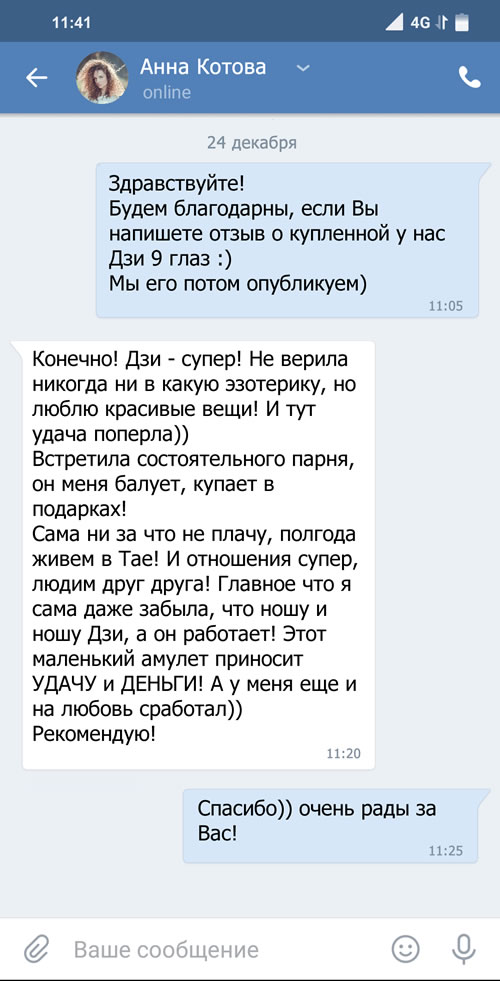 11:41
4G
Анна Котова
online
24 декабря
Здравствуйте!
Будем благодарны, если Вы
напишете отзыв о купленной у нас
Дзи 9 глаз :)
Мы его потом опубликуем)
11:05
Конечно! Дзи - супер! Не верила
никогда ни в какую эзотерику, но
люблю красивые вещи! И тут
удача поперла))
Встретила состоятельного парня,
он меня балует, купает в
подарках!
Сама ни за что не плачу, полгода
живем в Тае! И отношения супер,
людим друг друга! Главное что я
сама даже забыла, что ношу и
ношу Дзи, а он работает! Этот
маленький амулет приносит
УДАЧУ и ДЕНЬГИ! А у меня еще и
на любовь сработал))
Рекомендую!
11:20
Спасибо)) очень рады за
Вас!
11:25
Ваше сообщение